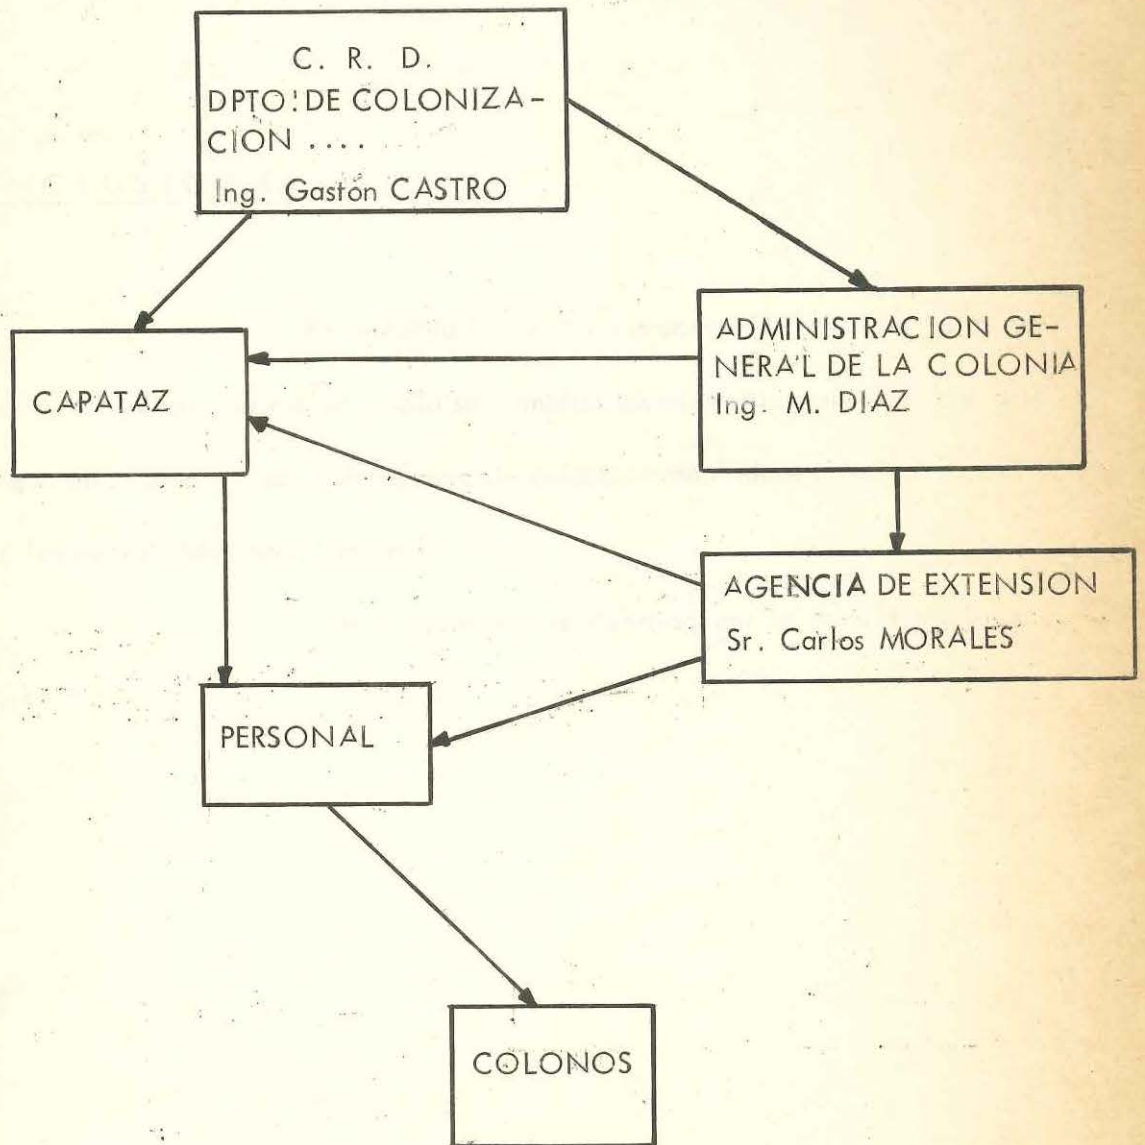 C. R. D.
DPTO! DE COLONIZA-
CION ....
Ing. Gastón CASTRO
ADMINISTRACION GE-
NERA'L DE LA COLONIA
Ing. M. DIAZ
CAPATAZ
AGENCIA DE EXTENSION
Sr. Carlos MORALES
PERSONAL
COLONOS